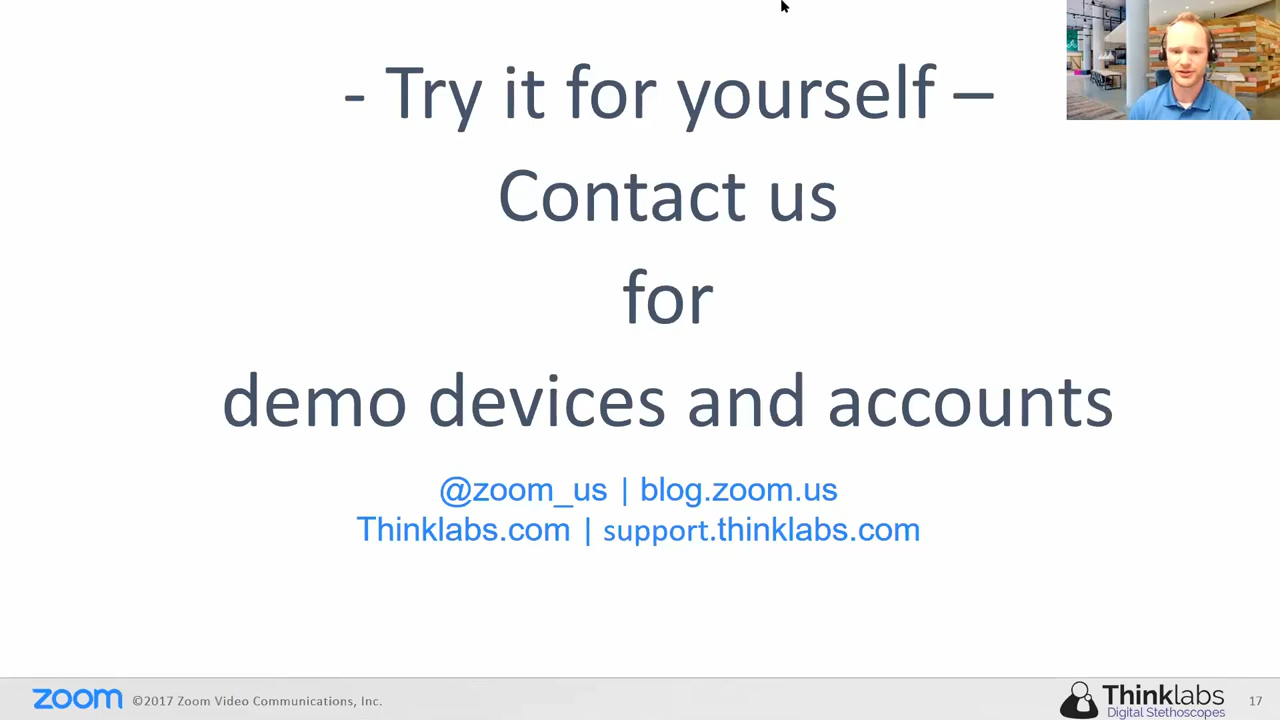 - Try it for yourself –
Contact us
for
demo devices and accounts
@zoom_us | blog.zoom.us
Thinklabs.com | support.thinklabs.com
zoom ©2017 Zoom Video Communications, Inc.
Thinklabs
Digital Stethoscopes
17